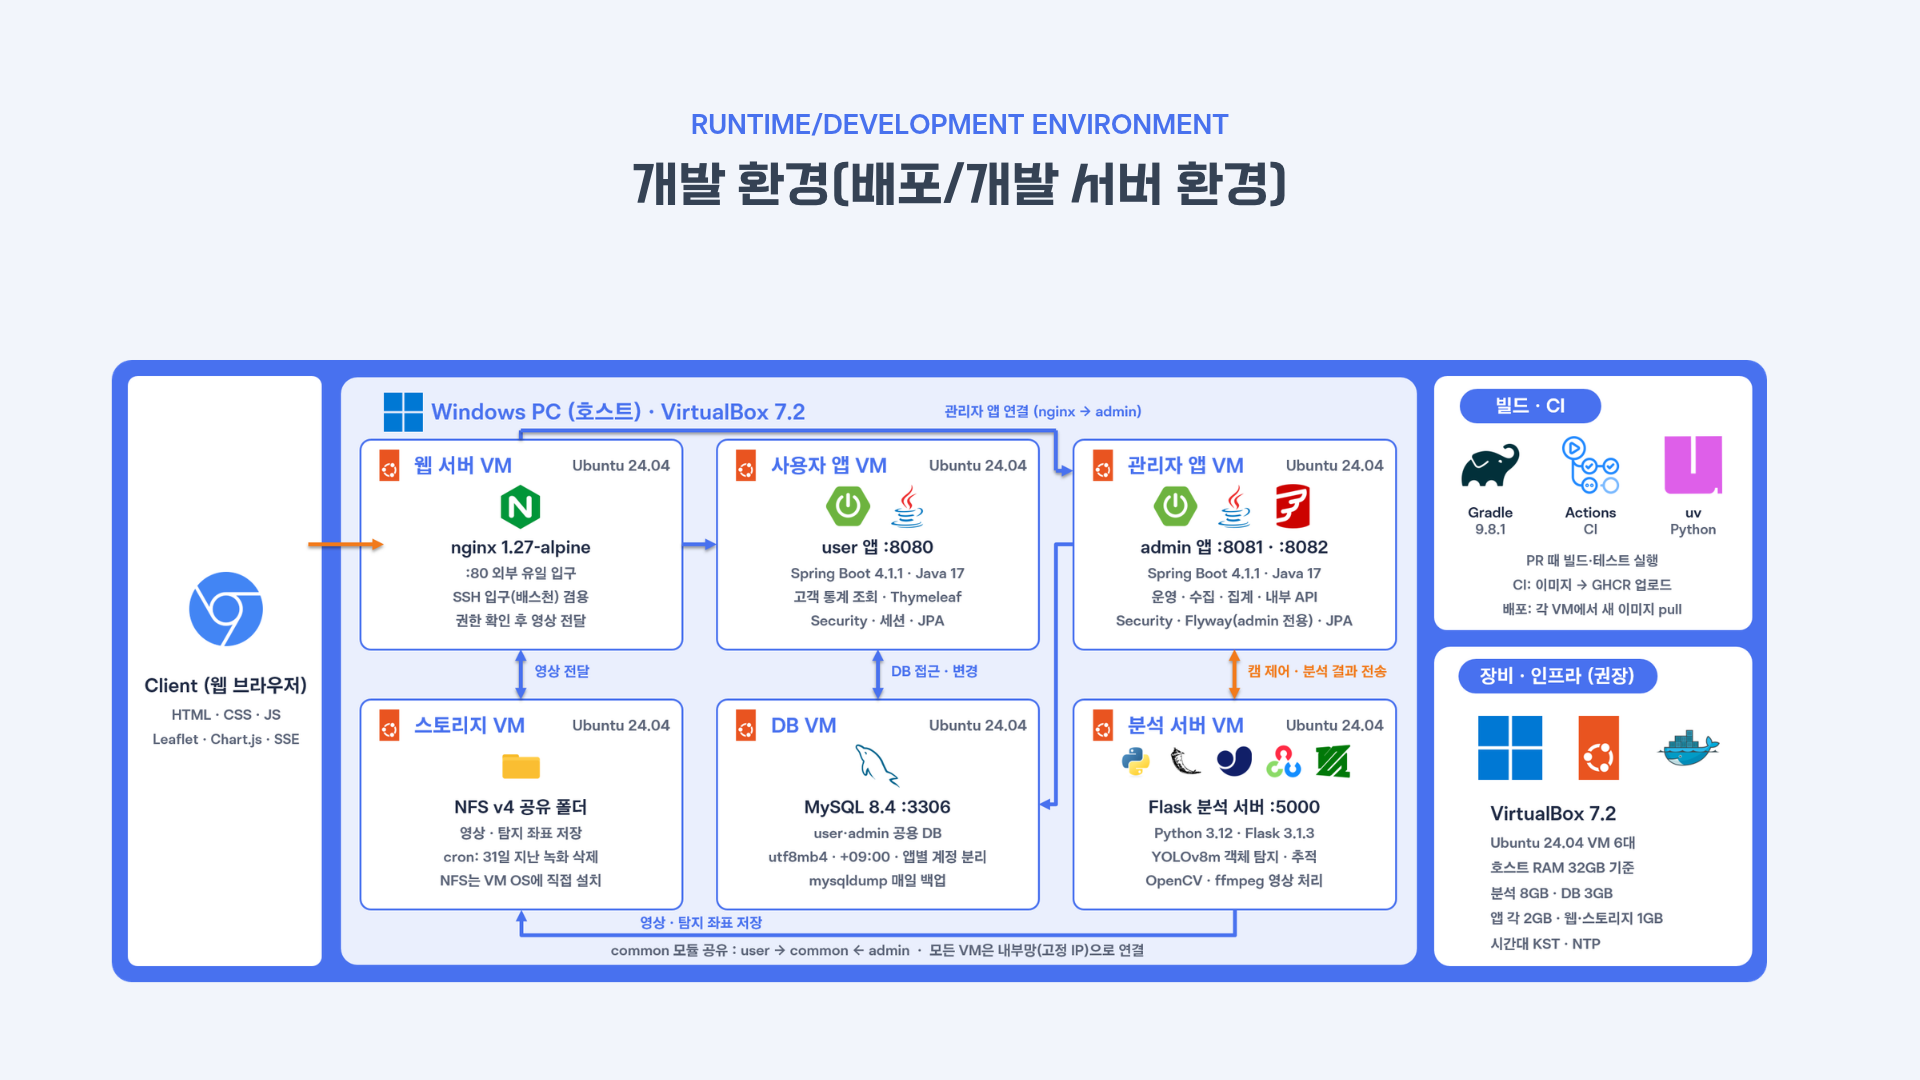 RUNTIME/DEVELOPMENT ENVIRONMENT
개발 환경(배포/개발 서버 환경)
Client (웹 브라우저)
HTML · CSS · JS
Leaflet · Chart.js · SSE
Windows PC (호스트) · VirtualBox 7.2
관리자 앱 연결 (nginx → admin)
웹 서버 VM
Ubuntu 24.04
nginx 1.27-alpine
:80 외부 유일 입구
SSH 입구(배스천) 겸용
권한 확인 후 영상 전달
사용자 앱 VM
Ubuntu 24.04
user 앱 :8080
Spring Boot 4.1.1 · Java 17
고객 통계 조회 · Thymeleaf
Security · 세션 · JPA
관리자 앱 VM
Ubuntu 24.04
admin 앱 :8081 · :8082
Spring Boot 4.1.1 · Java 17
운영 · 수집 · 집계 · 내부 API
Security · Flyway(admin 전용) · JPA
영상 전달
DB 접근 · 변경
캠 제어 · 분석 결과 전송
스토리지 VM
Ubuntu 24.04
NFS v4 공유 폴더
영상 · 탐지 좌표 저장
cron: 31일 지난 녹화 삭제
NFS는 VM OS에 직접 설치
DB VM
Ubuntu 24.04
MySQL 8.4 :3306
user·admin 공용 DB
utf8mb4 · +09:00 · 앱별 계정 분리
mysqldump 매일 백업
분석 서버 VM
Ubuntu 24.04
Flask 분석 서버 :5000
Python 3.12 · Flask 3.1.3
YOLOv8m 객체 탐지 · 추적
OpenCV · ffmpeg 영상 처리
영상 · 탐지 좌표 저장
common 모듈 공유 : user → common ← admin · 모든 VM은 내부망(고정 IP)으로 연결
빌드 · CI
Gradle
9.8.1
Actions
CI
uv
Python
PR 때 빌드·테스트 실행
CI: 이미지 → GHCR 업로드
배포: 각 VM에서 새 이미지 pull
장비 · 인프라 (권장)
VirtualBox 7.2
Ubuntu 24.04 VM 6대
호스트 RAM 32GB 기준
분석 8GB · DB 3GB
앱 각 2GB · 웹·스토리지 1GB
시간대 KST · NTP